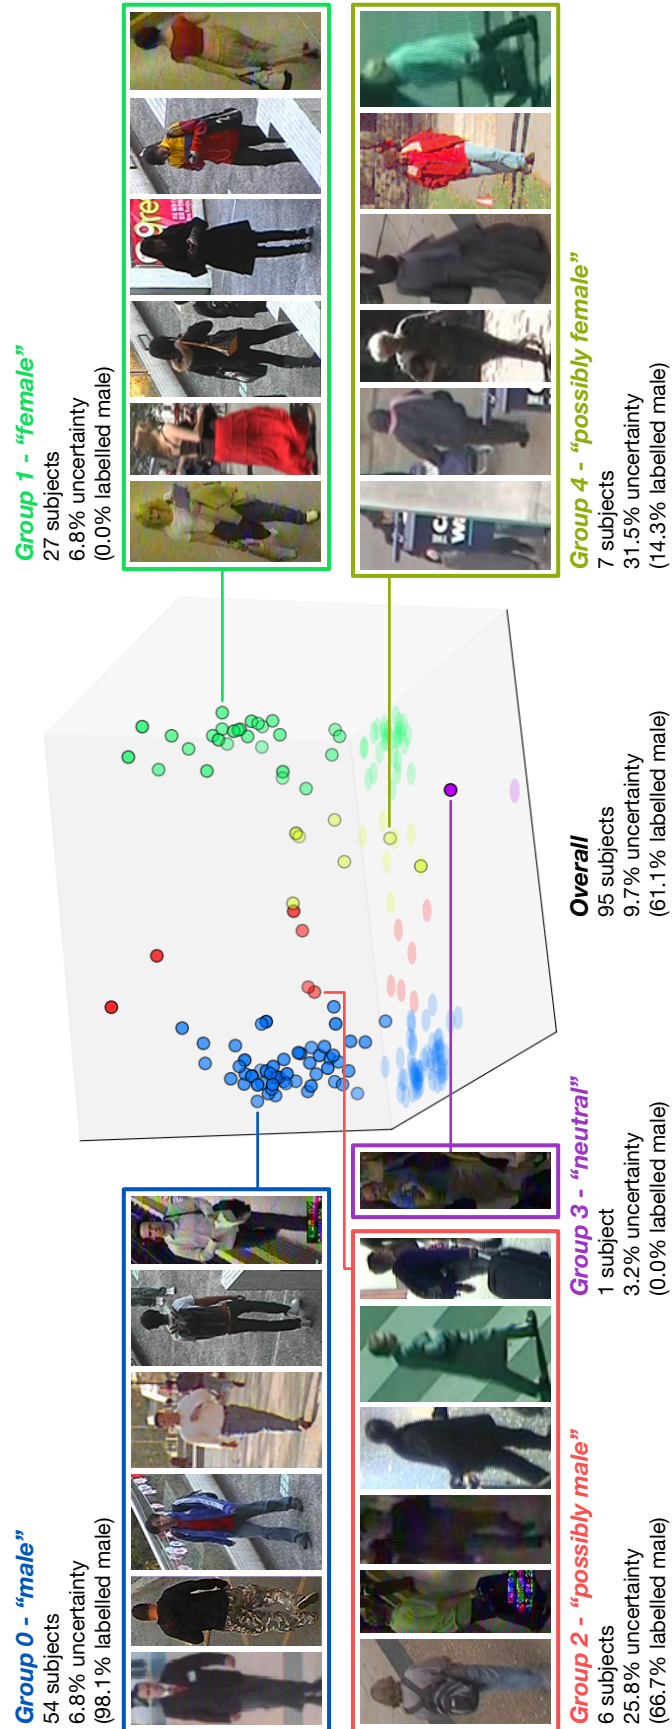 Group 0 - “male”
54 subjects
6.8% uncertainty
(98.1% labelled male)
Group 1 - “female”
27 subjects
6.8% uncertainty
(0.0% labelled male)
Group 2 - “possibly male”
6 subjects
25.8% uncertainty
(66.7% labelled male)
Group 3 - “neutral”
1 subject
3.2% uncertainty
(0.0% labelled male)
Overall
95 subjects
9.7% uncertainty
(61.1% labelled male)
Group 4 - “possibly female”
7 subjects
31.5% uncertainty
(14.3% labelled male)